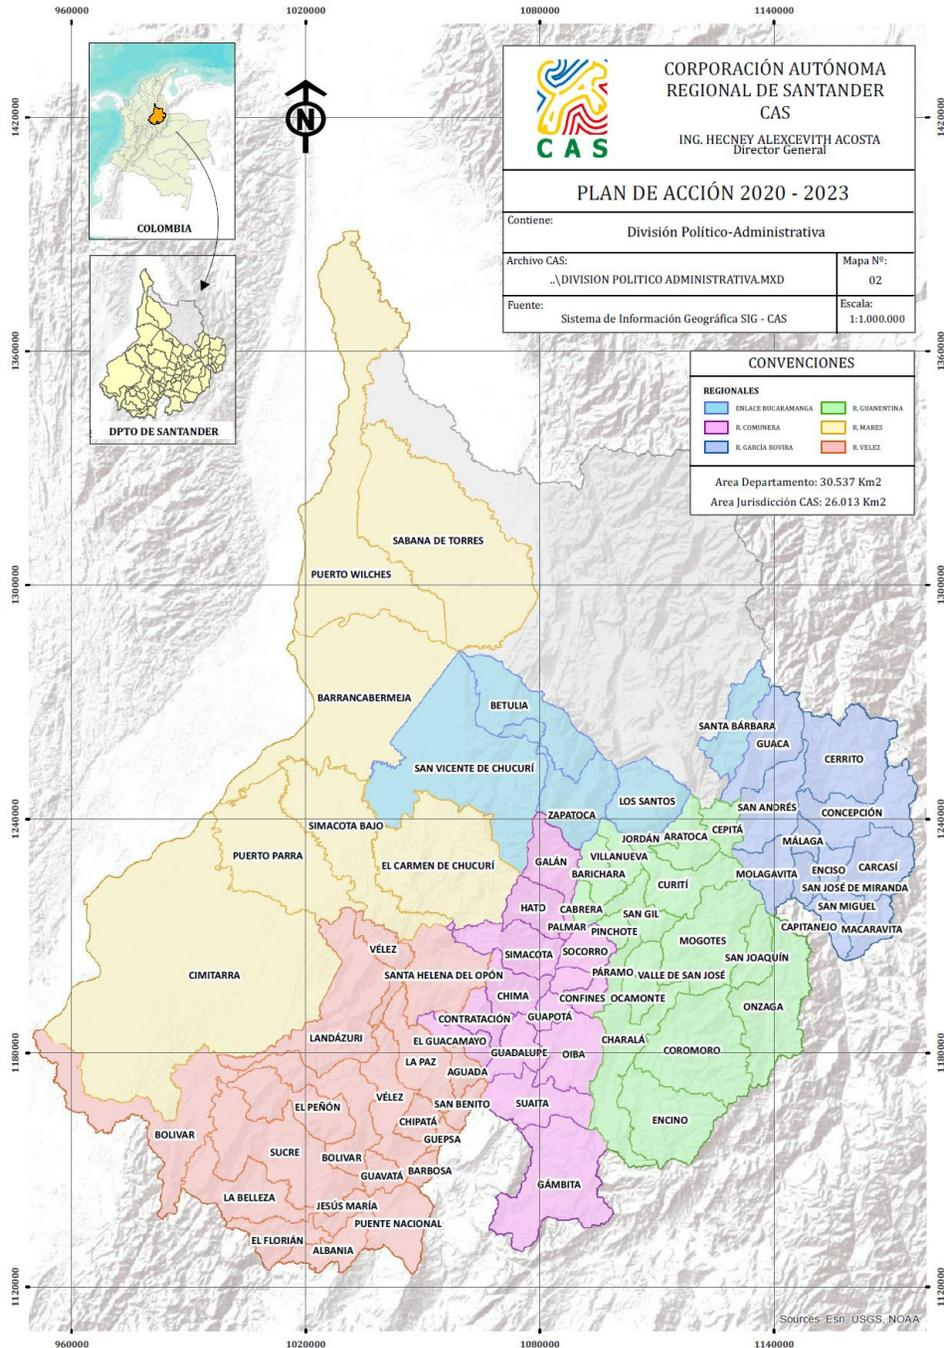 960000
1020000
1080000
1140000
1420000
1420000
COLOMBIA
N
CAS
CORPORACIÓN AUTÓNOMA
REGIONAL DE SANTANDER
CAS
ING. HECNEY ALEXCEVITH ACOSTA
Director General
PLAN DE ACCIÓN 2020 - 2023
Contiene:
División Político-Administrativa
Archivo CAS:
..\DIVISION POLITICO ADMINISTRATIVA.MXD
Mapa Nº:
02
Fuente:
Sistema de Información Geográfica SIG - CAS
Escala:
1:1.000.000
DPTO DE SANTANDER
1360000
1360000
CONVENCIONES
REGIONALES
ENLACE BUCARAMANGA
R. GUANENTINA
R. COMUNERA
R. MARES
R. GARCÍA ROVIRA
R. VELEZ
Area Departamento: 30.537 Km2
Area Jurisdicción CAS: 26.013 Km2
SABANA DE TORRES
PUERTO WILCHES
1300000
1300000
BARRANCABERMEJA
BETULIA
SANTA BÁRBARA
GUACA
CERRITO
SAN VICENTE DE CHUCURÍ
LOS SANTOS
SAN ANDRÉS
CONCEPCIÓN
ZAPATOCA
1240000
1240000
SIMACOTA BAJO
JORDÁN
ARATOCA
CEPITÁ
MÁLAGA
PUERTO PARRA
EL CARMEN DE CHUCURÍ
GALÁN
VILLANUEVA
BARICHARA
CURITÍ
MOLAGAVITA
ENCISO
CARCASÍ
SAN JOSÉ DE MIRANDA
HATO
CABRERA
SAN GIL
SAN MIGUEL
PALMAR
PINCHOTE
CAPITANEJO
MACARAVITA
VÉLEZ
SIMACOTA
SOCORRO
MOGOTES
SAN JOAQUÍN
CIMITARRA
SANTA HELENA DEL OPÓN
PÁRAMO
VALLE DE SAN JOSÉ
CHIMA
CONFINES
OCAMONTE
ONZAGA
CONTRATACIÓN
GUAPOTÁ
LANDÁZURI
EL GUACAMAYO
CHARALÁ
1180000
1180000
LA PAZ
GUADALUPE
OIBA
COROMORO
AGUADA
EL PEÑÓN
VÉLEZ
SAN BENITO
SUAITA
CHIPATÁ
ENCINO
BOLIVAR
GUEPSA
SUCRE
BOLIVAR
GUAVATÁ
BARBOSA
GÁMBITA
LA BELLEZA
JESÚS MARÍA
PUENTE NACIONAL
EL FLORIÁN
ALBANIA
1120000
1120000
Sources: Esri, USGS, NOAA
960000
1020000
1080000
1140000